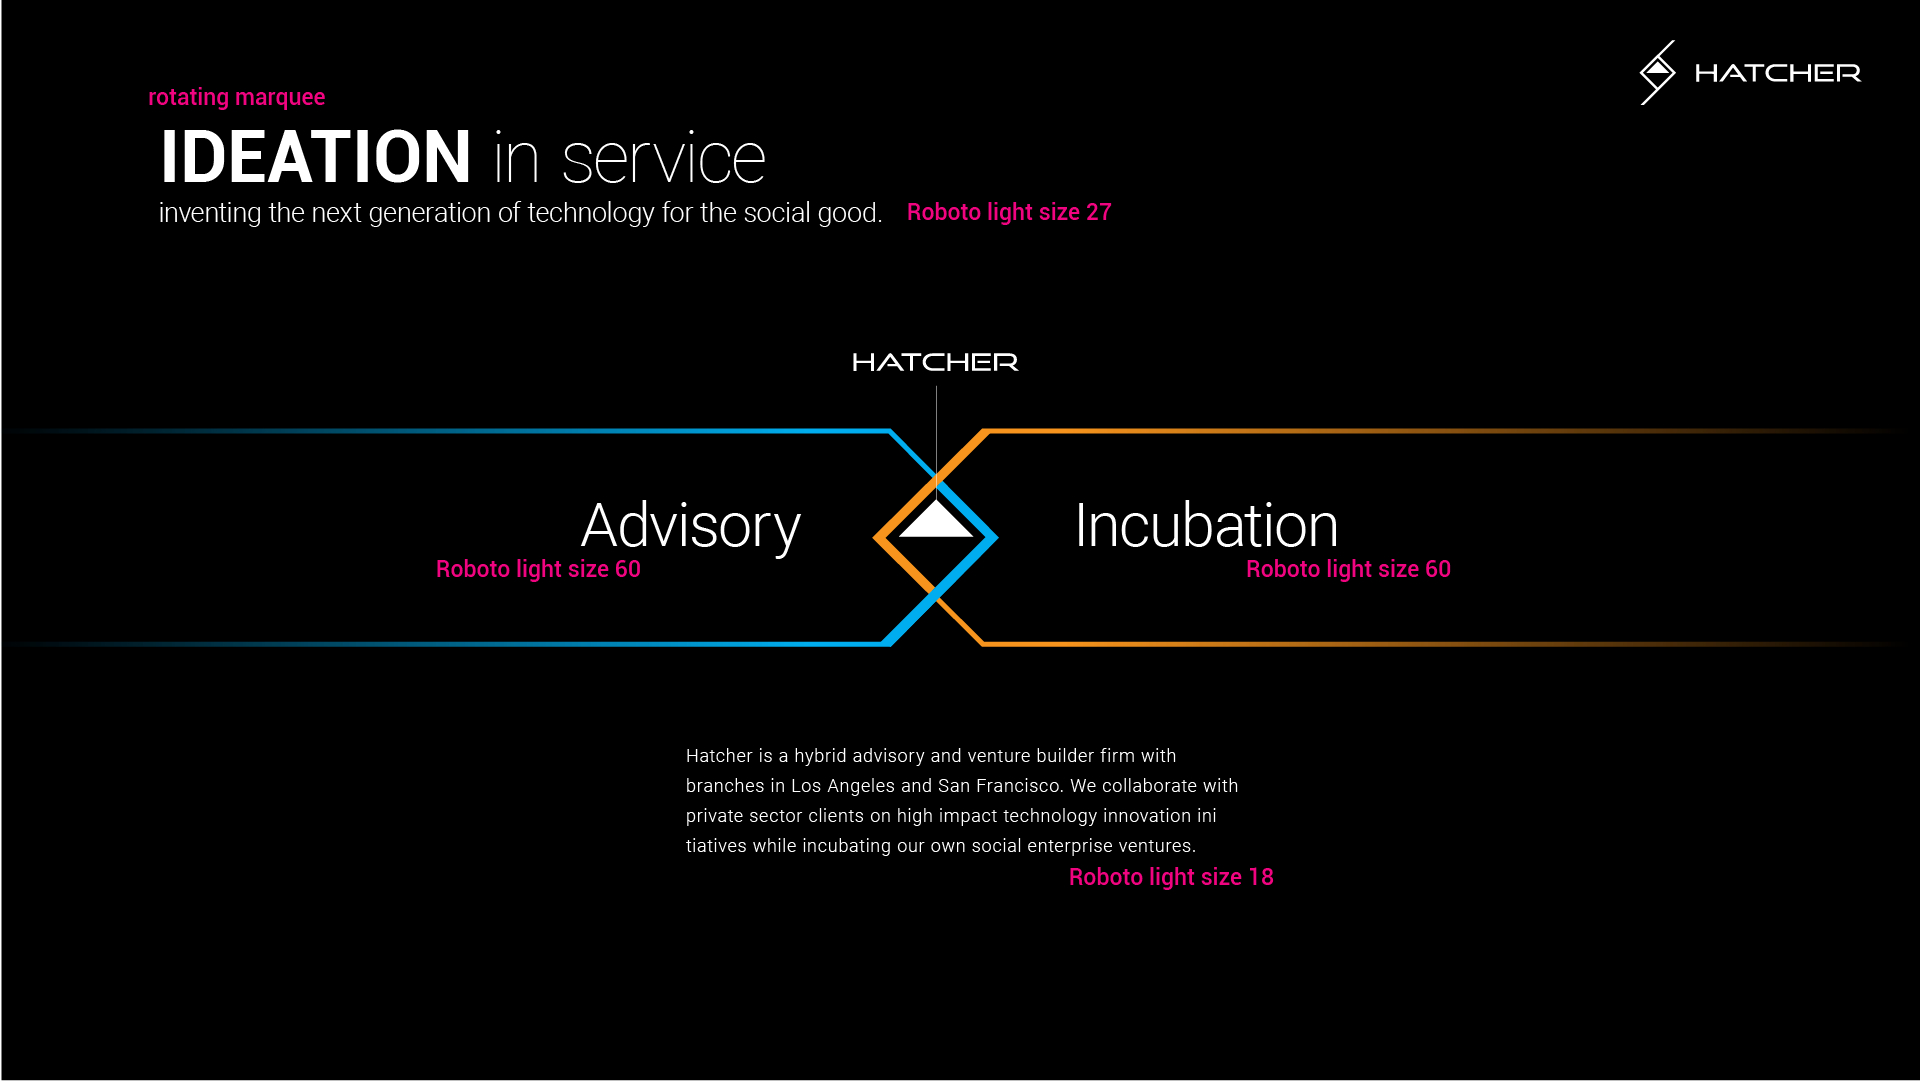 HATCHER
rotating marquee
IDEATION in service
inventing the next generation of technology for the social good. Roboto light size 27
HATCHER
Advisory Incubation
Roboto light size 60 Roboto light size 60
Hatcher is a hybrid advisory and venture builder firm with
branches in Los Angeles and San Francisco. We collaborate with
private sector clients on high impact technology innovation ini
tiatives while incubating our own social enterprise ventures.
Roboto light size 18